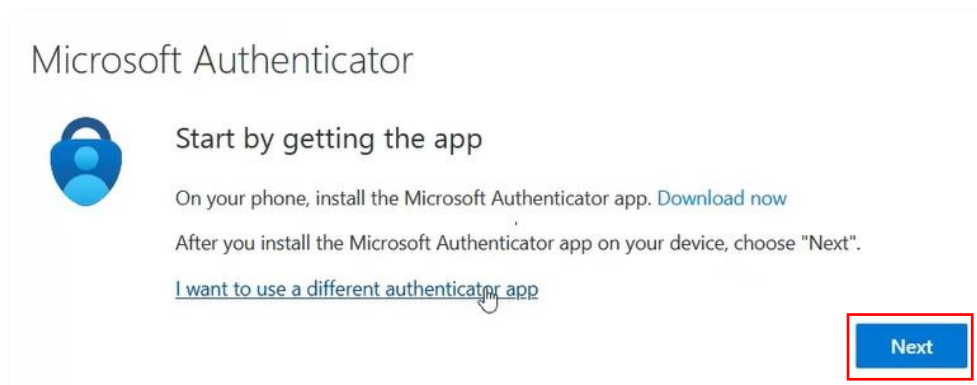 Microsoft Authenticator
Start by getting the app
On your phone, install the Microsoft Authenticator app. Download now
After you install the Microsoft Authenticator app on your device, choose "Next".
I want to use a different authenticator app
Next